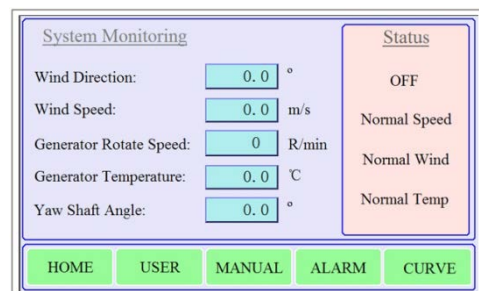 System Monitoring
Wind Direction: 0.0 °
Wind Speed: 0.0 m/s
Generator Rotate Speed: 0 R/min
Generator Temperature: 0.0 ℃
Yaw Shaft Angle: 0.0 °
Status
OFF
Normal Speed
Normal Wind
Normal Temp
HOME USER MANUAL ALARM CURVE